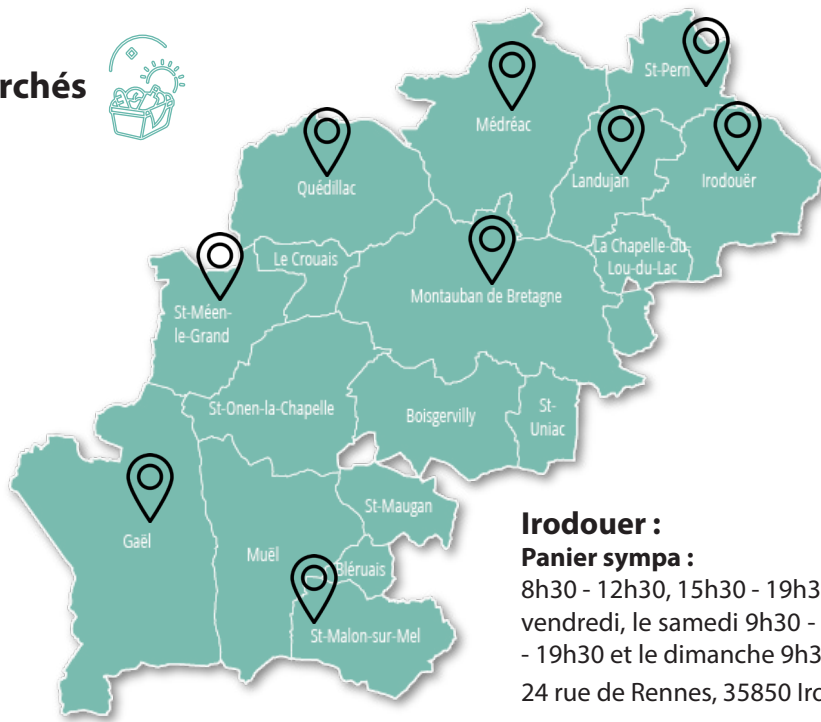 rchés
St-Pern
Médréac
Quédillac
Landujan
Irodouër
Le Crouais
La Chapelle-du-
Lou-du-Lac
Montauban de Bretagne
St-Méen-
le-Grand
St-Onen-la-Chapelle
Boisgervilly
St-
Uniac
St-Maugan
Gaël
Muël
Bléruais
St-Malon-sur-Mel
Irodouer :
Panier sympa :
8h30 - 12h30, 15h30 - 19h3
vendredi, le samedi 9h30 -
- 19h30 et le dimanche 9h3
24 rue de Rennes, 35850 Iro